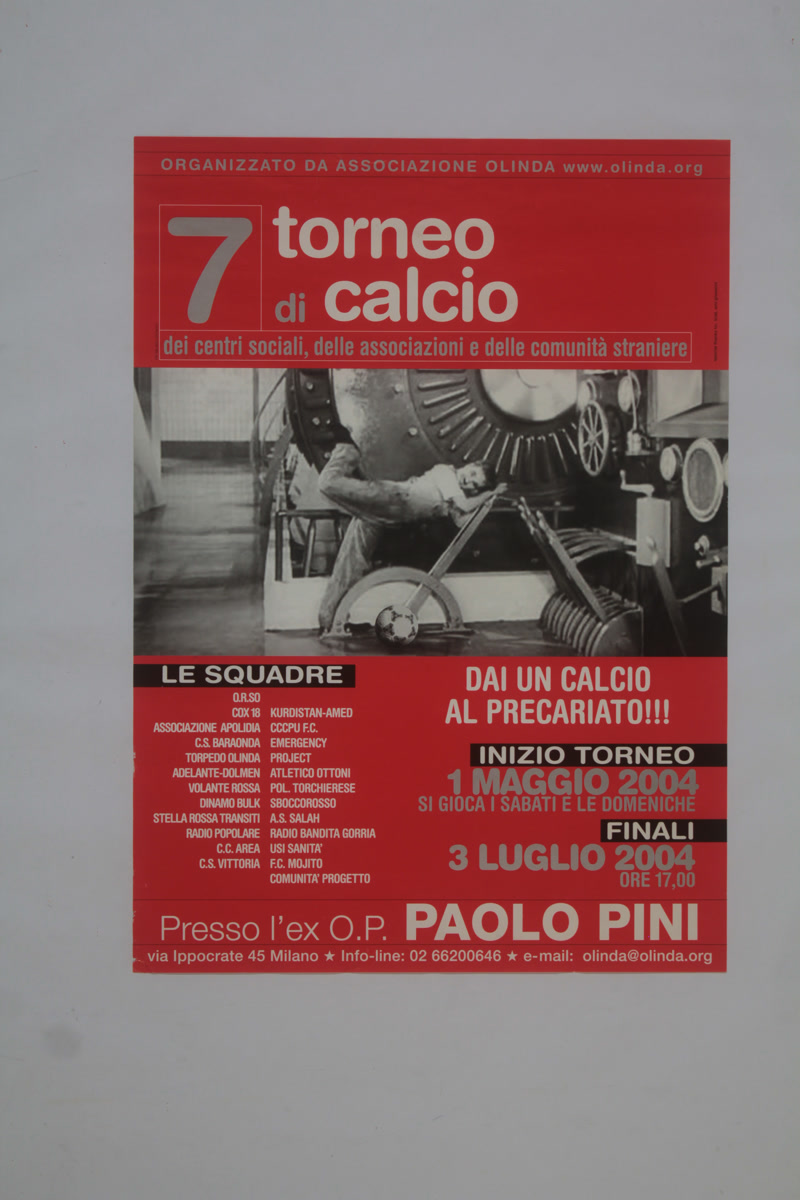 ORGANIZZATO DA ASSOCIAZIONE OLINDA www.olinda.org
7 torneo
di calcio
dei centri sociali, delle associazioni e delle comunità straniere
LE SQUADRE
O.R.SO
COX 18
ASSOCIAZIONE APOLIDIA
C.S. BARAONDA
TORPEDO OLINDA
ADELANTE-DOLMEN
VOLANTE ROSSA
DINAMO BULK
STELLA ROSSA TRANSITI
RADIO POPOLARE
C.C. AREA
C.S. VITTORIA
KURDISTAN-AMED
CCCPU F.C.
EMERGENCY
PROJECT
ATLETICO OTTONI
POL. TORCHIERESE
SBOCCOROSSO
A.S. SALAH
RADIO BANDITA GORRIA
USI SANITA'
F.C. MOJITO
COMUNITA' PROGETTO
DAI UN CALCIO
AL PRECARIATO!!!
INIZIO TORNEO
1 MAGGIO 2004
SI GIOCA I SABATI E LE DOMENICHE
FINALI
3 LUGLIO 2004
ORE 17,00
Presso l'ex O.P. PAOLO PINI
via Ippocrate 45 Milano ★ Info-line: 02 66200646 ★ e-mail: olinda@olinda.org